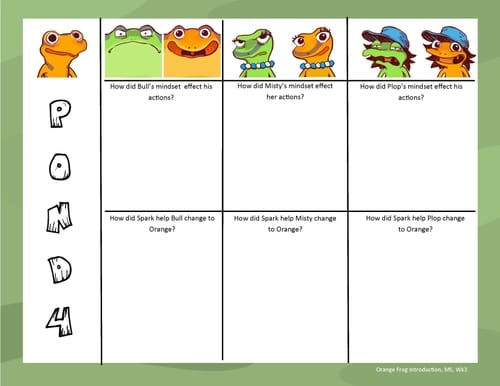 P
O
N
D
4
How did Bull's mindset  effect his
actions?
How did Misty's mindset effect
her actions?
How did Plop's mindset effect his
actions?
How did Spark help Bull change to
Orange?
How did Spark help Misty change
to Orange?
How did Spark help Plop change
to Orange?
Orange Frog Introduction, MS, Wk3